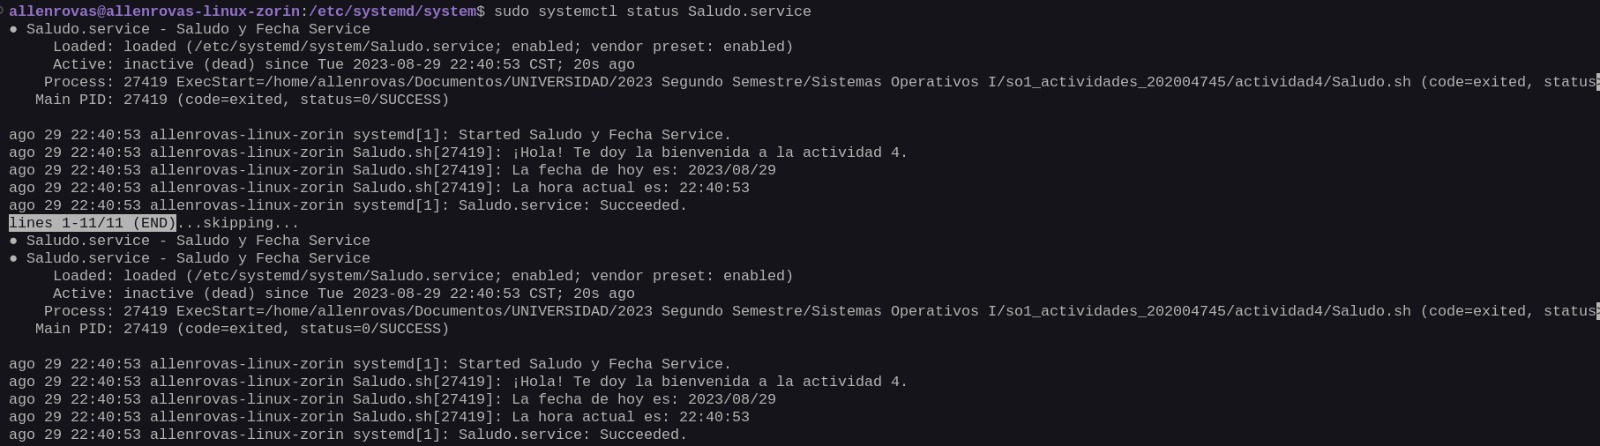 allenrovas@allenrovas-linux-zorin:/etc/systemd/system$ sudo systemctl status Saludo.service
● Saludo.service - Saludo y Fecha Service
     Loaded: loaded (/etc/systemd/system/Saludo.service; enabled; vendor preset: enabled)
     Active: inactive (dead) since Tue 2023-08-29 22:40:53 CST; 20s ago
    Process: 27419 ExecStart=/home/allenrovas/Documentos/UNIVERSIDAD/2023 Segundo Semestre/Sistemas Operativos I/so1_actividades_202004745/actividad4/Saludo.sh (code=exited, status>
   Main PID: 27419 (code=exited, status=0/SUCCESS)

ago 29 22:40:53 allenrovas-linux-zorin systemd[1]: Started Saludo y Fecha Service.
ago 29 22:40:53 allenrovas-linux-zorin Saludo.sh[27419]: ¡Hola! Te doy la bienvenida a la actividad 4.
ago 29 22:40:53 allenrovas-linux-zorin Saludo.sh[27419]: La fecha de hoy es: 2023/08/29
ago 29 22:40:53 allenrovas-linux-zorin Saludo.sh[27419]: La hora actual es: 22:40:53
ago 29 22:40:53 allenrovas-linux-zorin systemd[1]: Saludo.service: Succeeded.
lines 1-11/11 (END)...skipping...
● Saludo.service - Saludo y Fecha Service
● Saludo.service - Saludo y Fecha Service
     Loaded: loaded (/etc/systemd/system/Saludo.service; enabled; vendor preset: enabled)
     Active: inactive (dead) since Tue 2023-08-29 22:40:53 CST; 20s ago
    Process: 27419 ExecStart=/home/allenrovas/Documentos/UNIVERSIDAD/2023 Segundo Semestre/Sistemas Operativos I/so1_actividades_202004745/actividad4/Saludo.sh (code=exited, status>
   Main PID: 27419 (code=exited, status=0/SUCCESS)

ago 29 22:40:53 allenrovas-linux-zorin systemd[1]: Started Saludo y Fecha Service.
ago 29 22:40:53 allenrovas-linux-zorin Saludo.sh[27419]: ¡Hola! Te doy la bienvenida a la actividad 4.
ago 29 22:40:53 allenrovas-linux-zorin Saludo.sh[27419]: La fecha de hoy es: 2023/08/29
ago 29 22:40:53 allenrovas-linux-zorin Saludo.sh[27419]: La hora actual es: 22:40:53
ago 29 22:40:53 allenrovas-linux-zorin systemd[1]: Saludo.service: Succeeded.